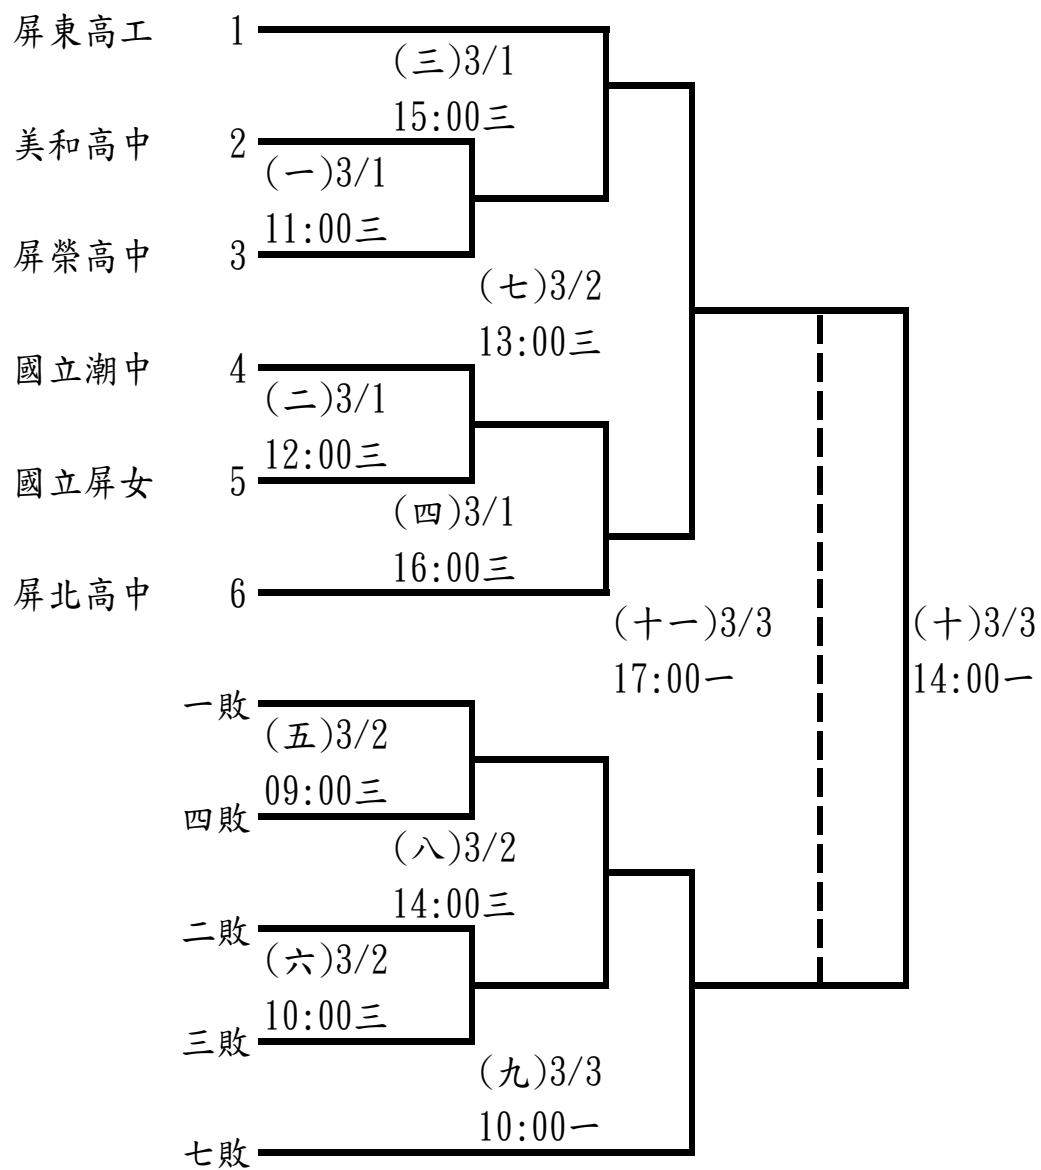 屏東高工 1
(三)3/1
15:00三
美和高中 2
(一)3/1
11:00三
屏榮高中 3
(七)3/2
13:00三
國立潮中 4
(二)3/1
12:00三
國立屏女 5
(四)3/1
16:00三
屏北高中 6
(十一)3/3
17:00一
(十)3/3
14:00一
一敗
(五)3/2
09:00三
四敗
(八)3/2
14:00三
二敗
(六)3/2
10:00三
三敗
(九)3/3
10:00一
七敗